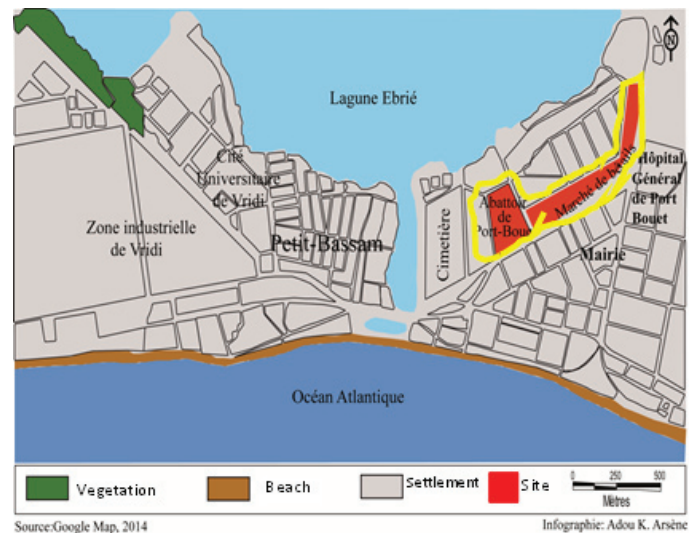 N
Lagune Ebrié
Cité
Universitaire
de Vridi
Zone industrielle
de Vridi
Petit-Bassam
Cimetière
Abattoir
de
Port-Bouet
Marché de bétails
Hôpital
Général
de Port
Bouet
Mairie
Océan Atlantique
Vegetation
Beach
Settlement
Site
0 250 500
Mètres
Source:Google Map, 2014
Infographie: Adou K. Arsène